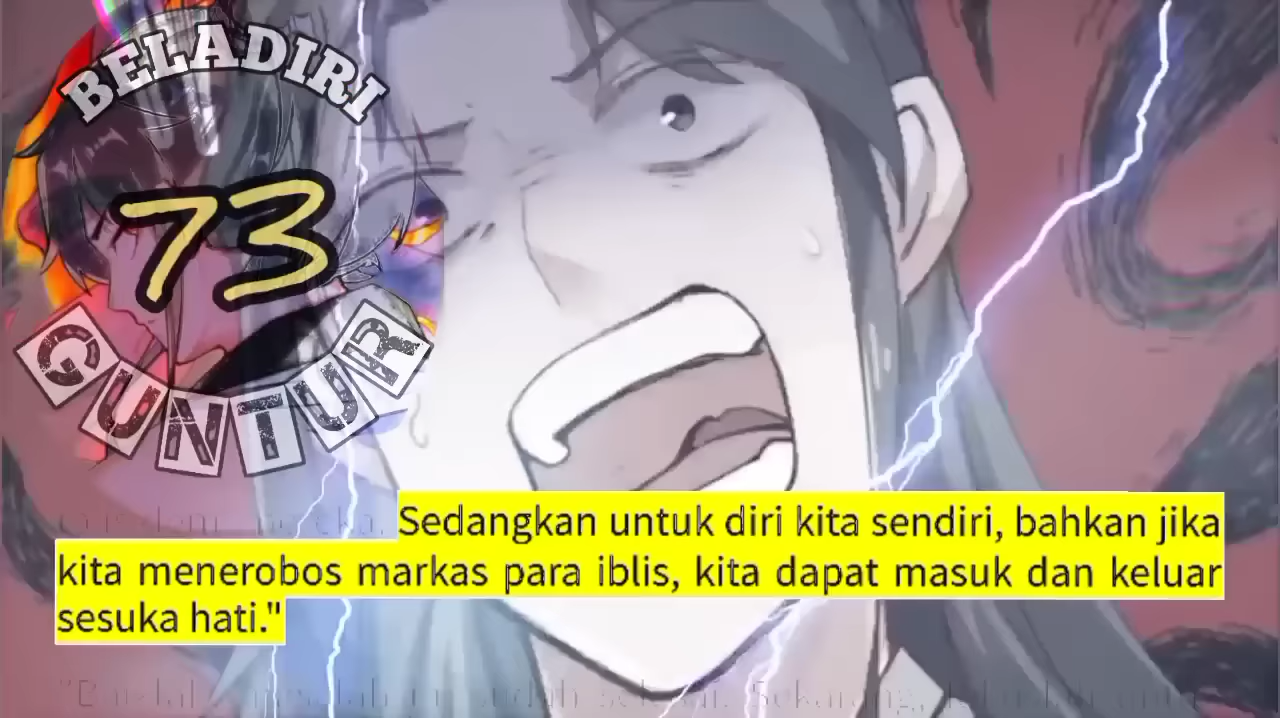 BELADIRI
73
GUNTUR
Sedangkan untuk diri kita sendiri, bahkan jika
kita menerobos markas para iblis, kita dapat masuk dan keluar
sesuka hati."